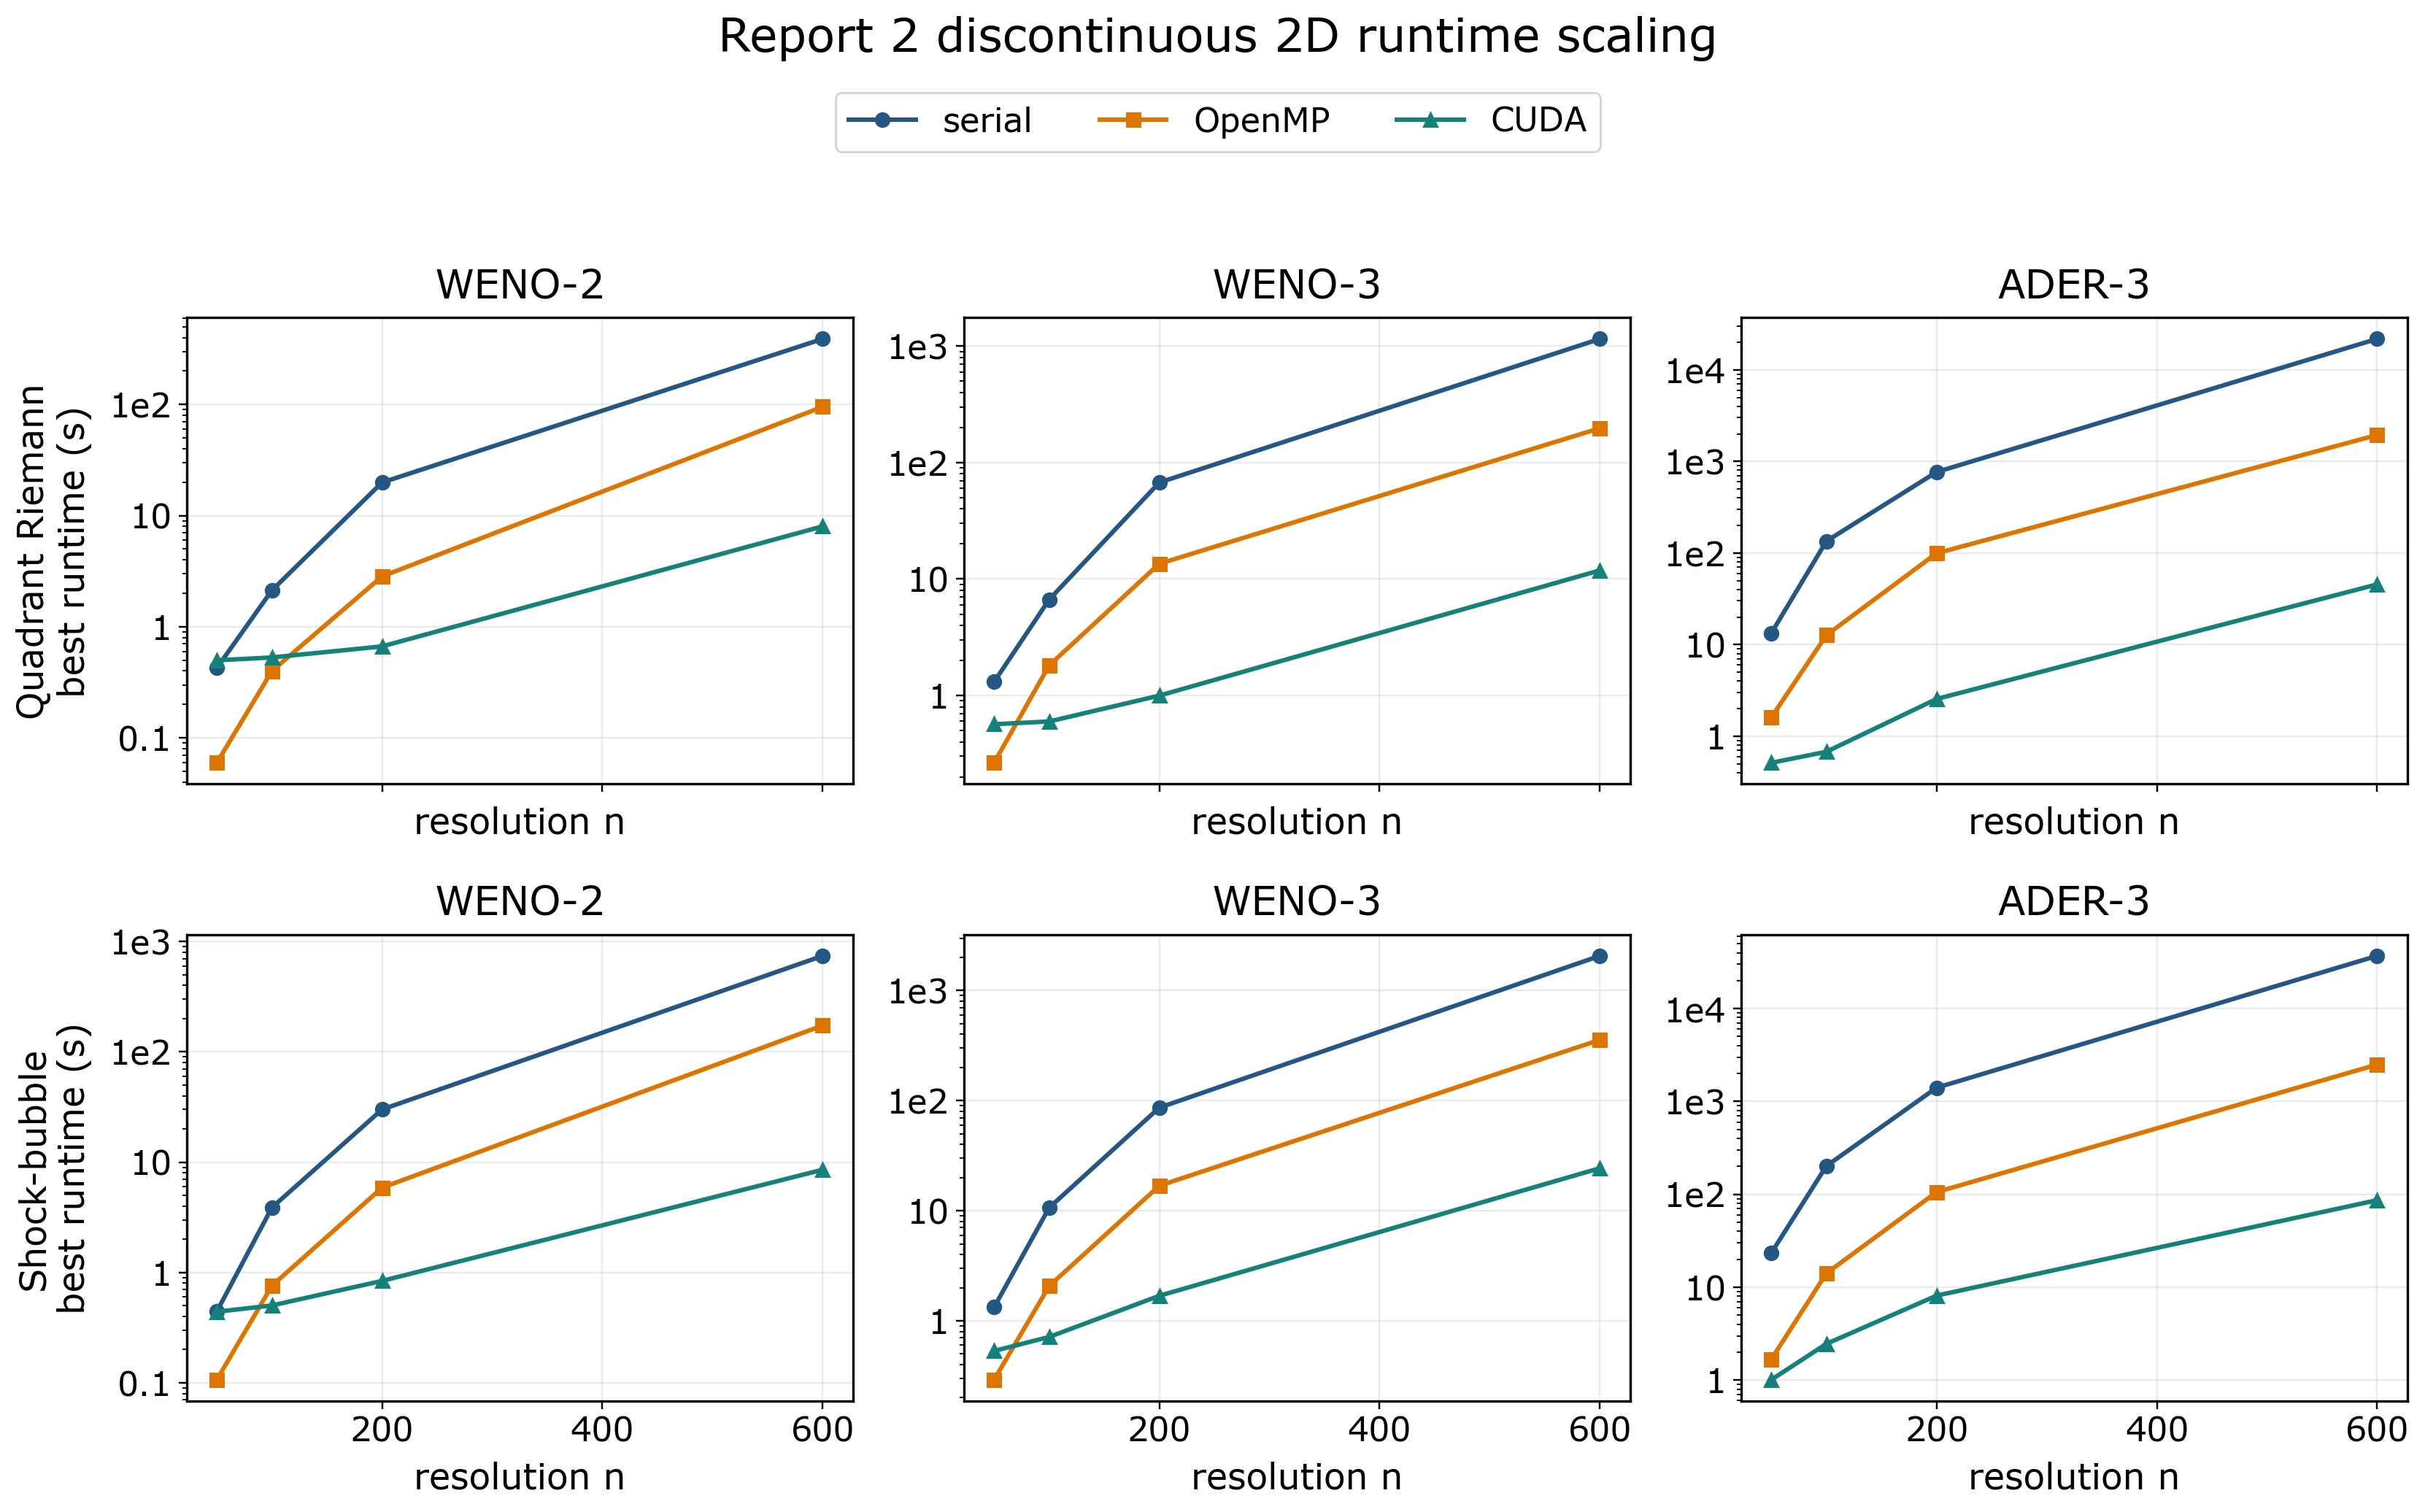 Report 2 discontinuous 2D runtime scaling
serial OpenMP CUDA
WENO-2 WENO-3 ADER-3
Quadrant Riemann
best runtime (s)
1e2
10
1
0.1
1e3
1e2
10
1
1e4
1e3
1e2
10
1
resolution n resolution n resolution n
WENO-2 WENO-3 ADER-3
Shock-bubble
best runtime (s)
1e3
1e2
10
1
0.1
1e3
1e2
10
1
1e4
1e3
1e2
10
1
200 400 600 200 400 600 200 400 600
resolution n resolution n resolution n